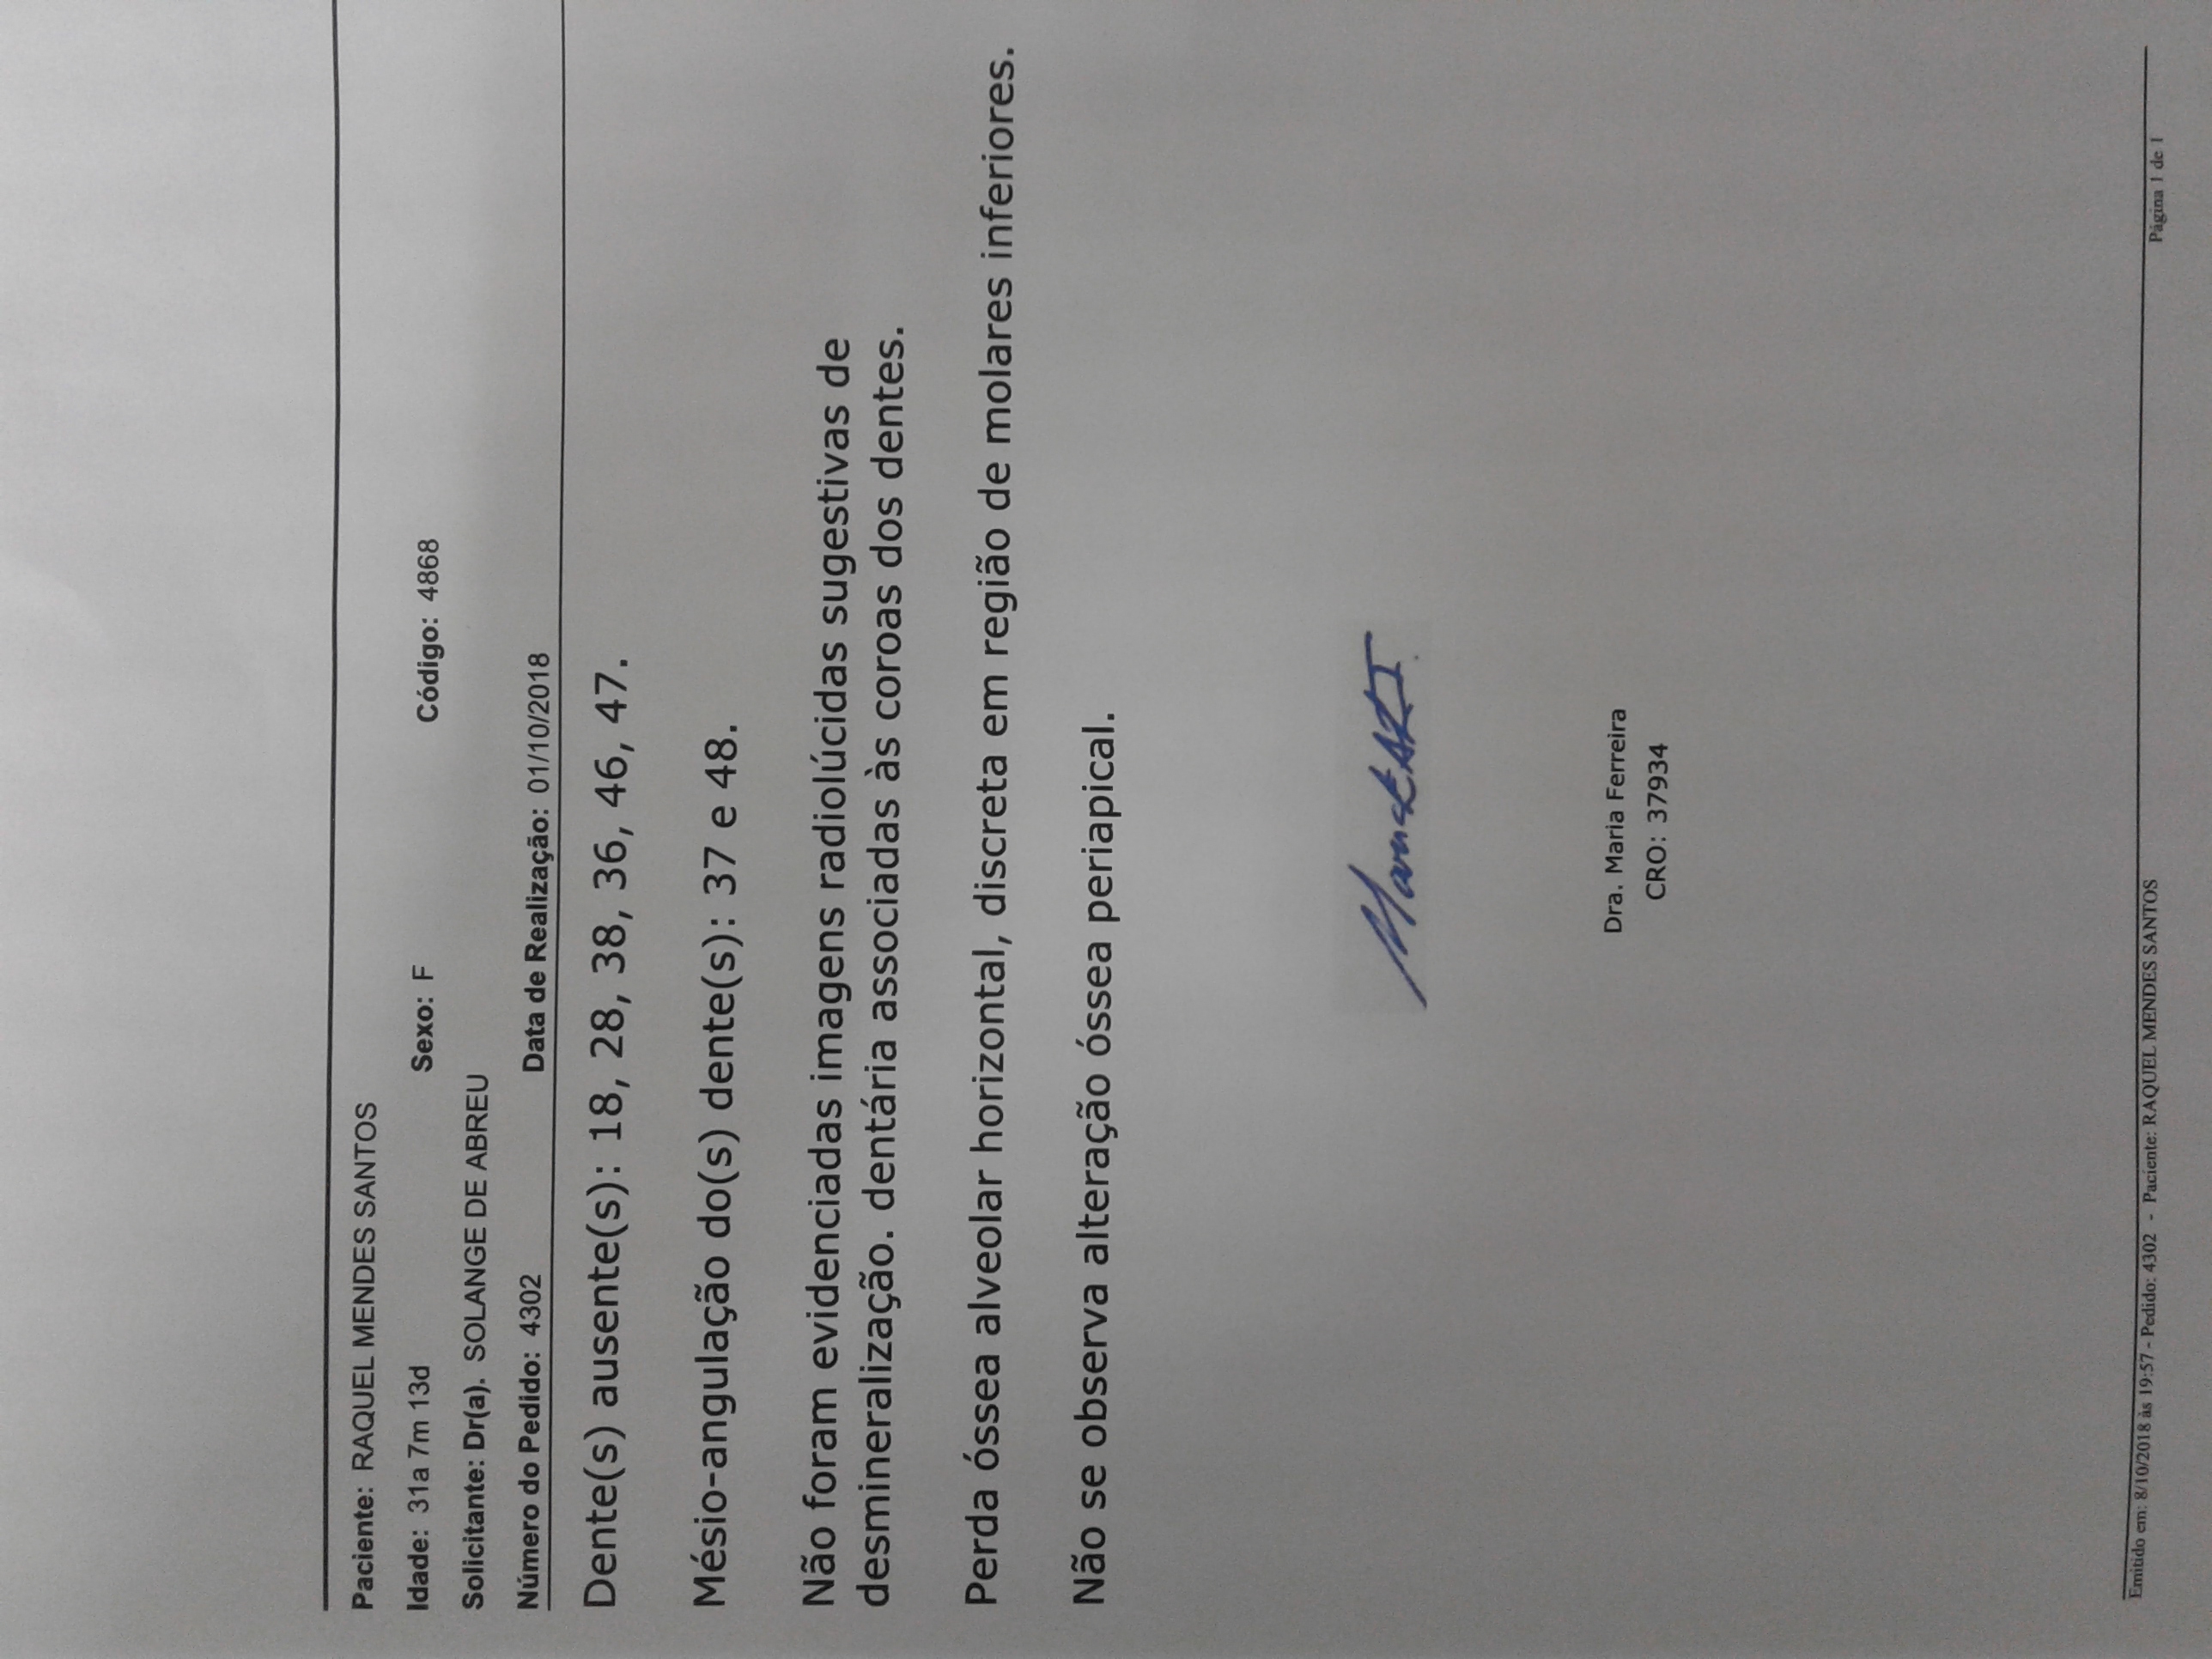 Paciente: RAQUEL MENDES SANTOS
Idade: 31a 7m 13d Sexo: F Código: 4868
Solicitante: Dr(a). SOLANGE DE ABREU
Número do Pedido: 4302 Data de Realização: 01/10/2018
Dente(s) ausente(s): 18, 28, 38, 36, 46, 47.
Mésio-angulação do(s) dente(s): 37 e 48.
Não foram evidenciadas imagens radiolúcidas sugestivas de
desmineralização. dentária associadas às coroas dos dentes.
Perda óssea alveolar horizontal, discreta em região de molares inferiores.
Não se observa alteração óssea periapical.
Dra. Maria Ferreira
CRO: 37934
Emitido em: 8/10/2018 às 19:57 - Pedido: 4302 - Paciente: RAQUEL MENDES SANTOS
Página 1 de 1